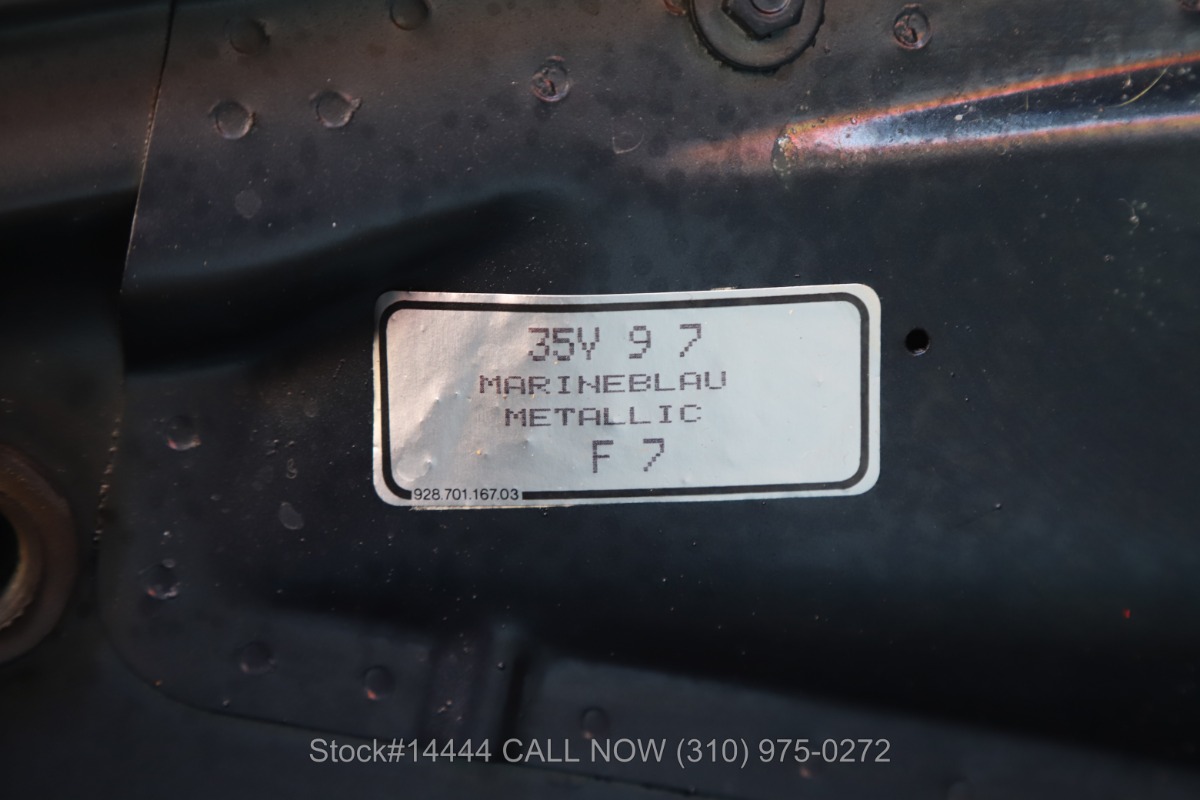 35V 9 7
MARINEBLAU
METALLIC
F 7
928.701.167.03
Stock#14444 CALL NOW (310) 975-0272